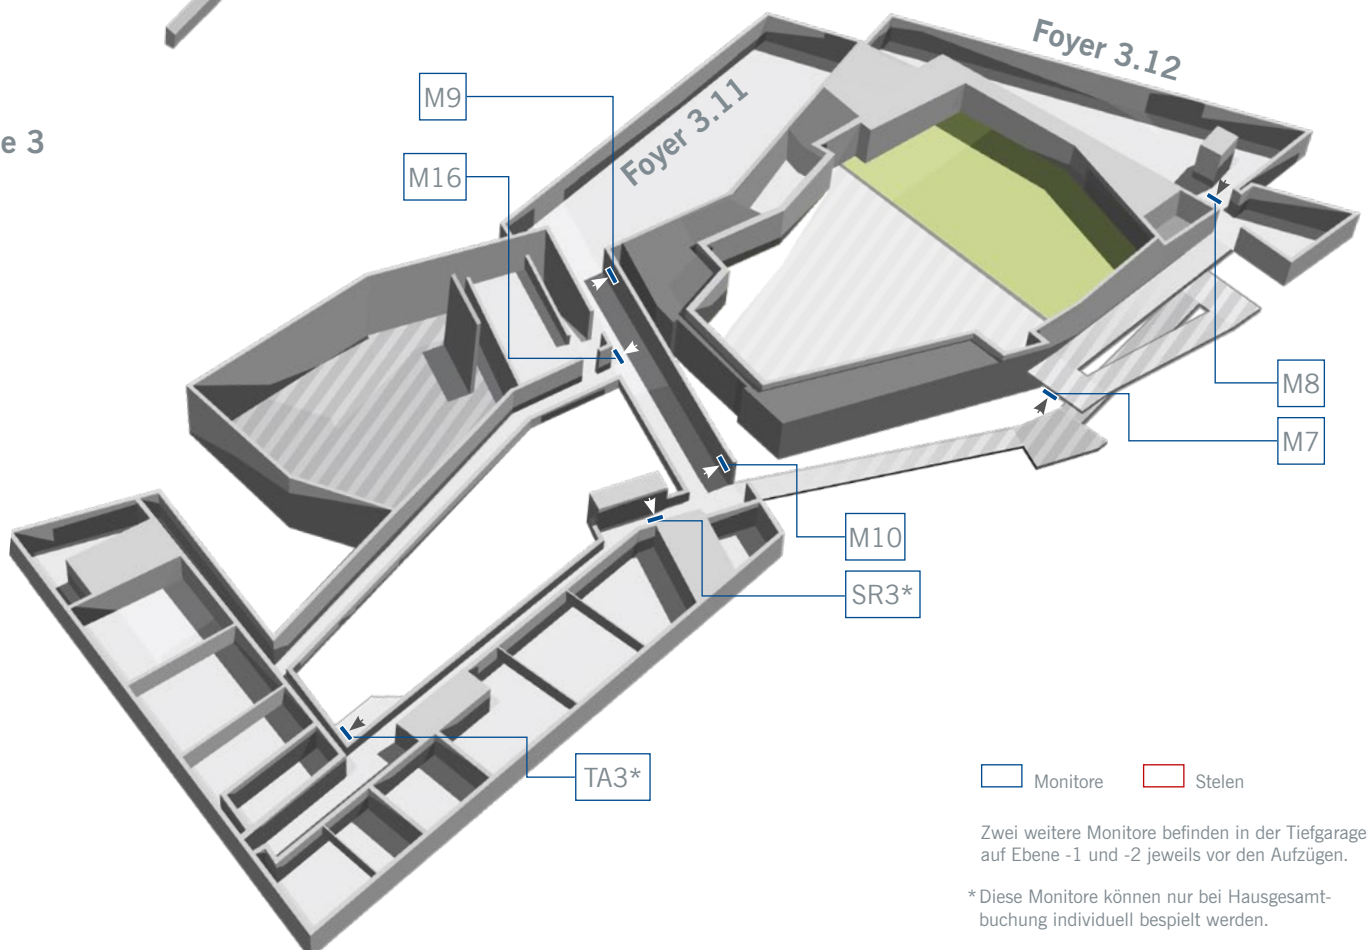 Foyer 3.12
M9
Foyer 3.11
e 3
M16
M8
M7
M10
SR3*
TA3*
Monitore
Stelen
Zwei weitere Monitore befinden in der Tiefgarage
auf Ebene -1 und -2 jeweils vor den Aufzügen.
* Diese Monitore können nur bei Hausgesamt-
buchung individuell bespielt werden.